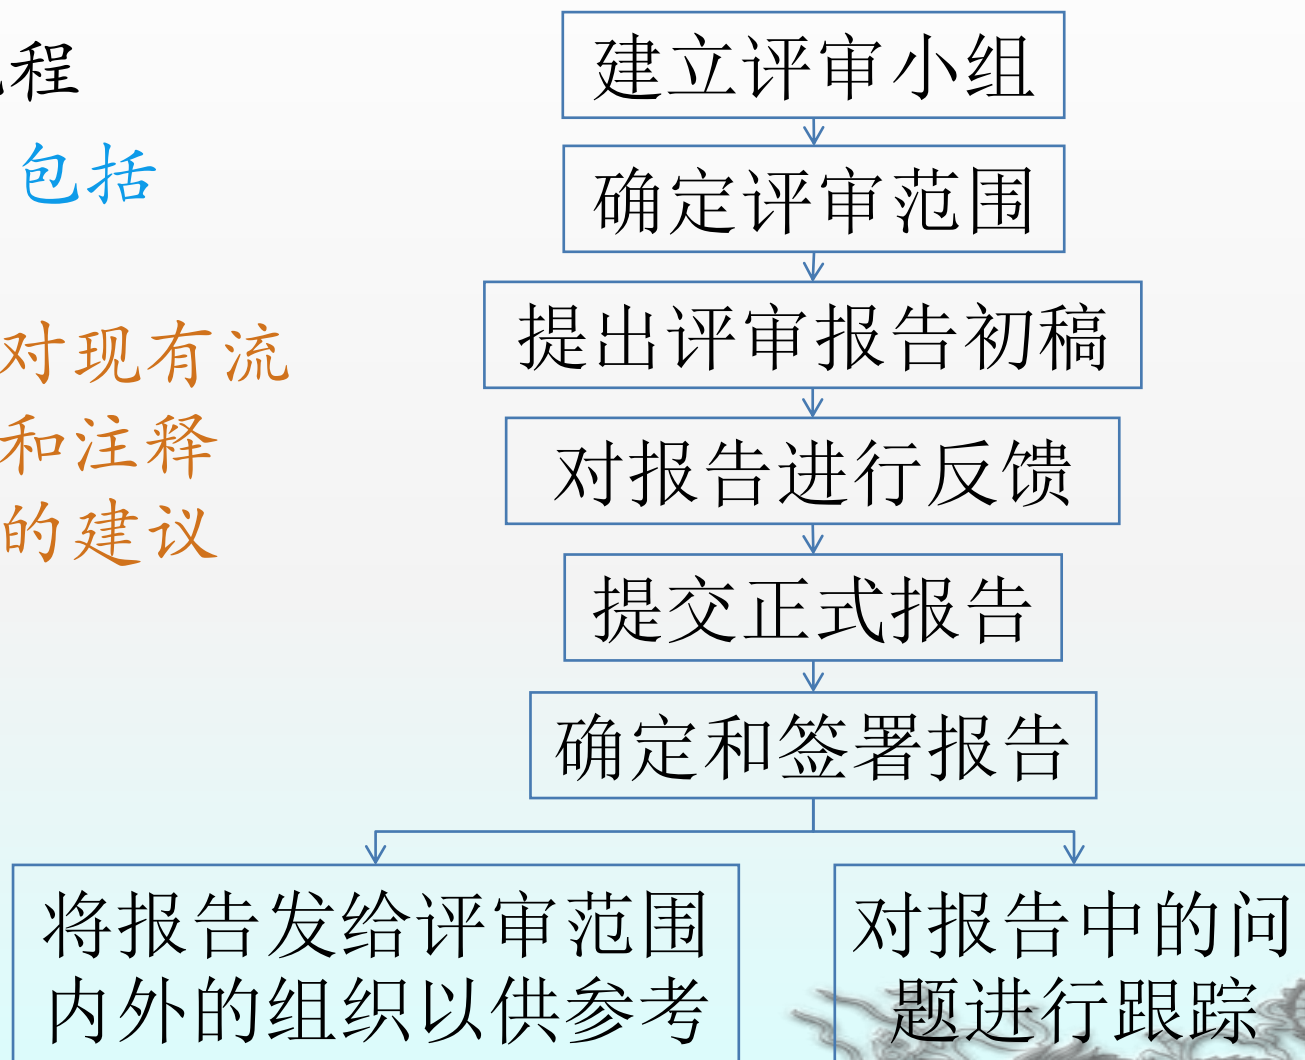 程
包括
对现有流
和注释
的建议
建立评审小组
确定评审范围
提出评审报告初稿
对报告进行反馈
提交正式报告
确定和签署报告
将报告发给评审范围
内外的组织以供参考
对报告中的问
题进行跟踪